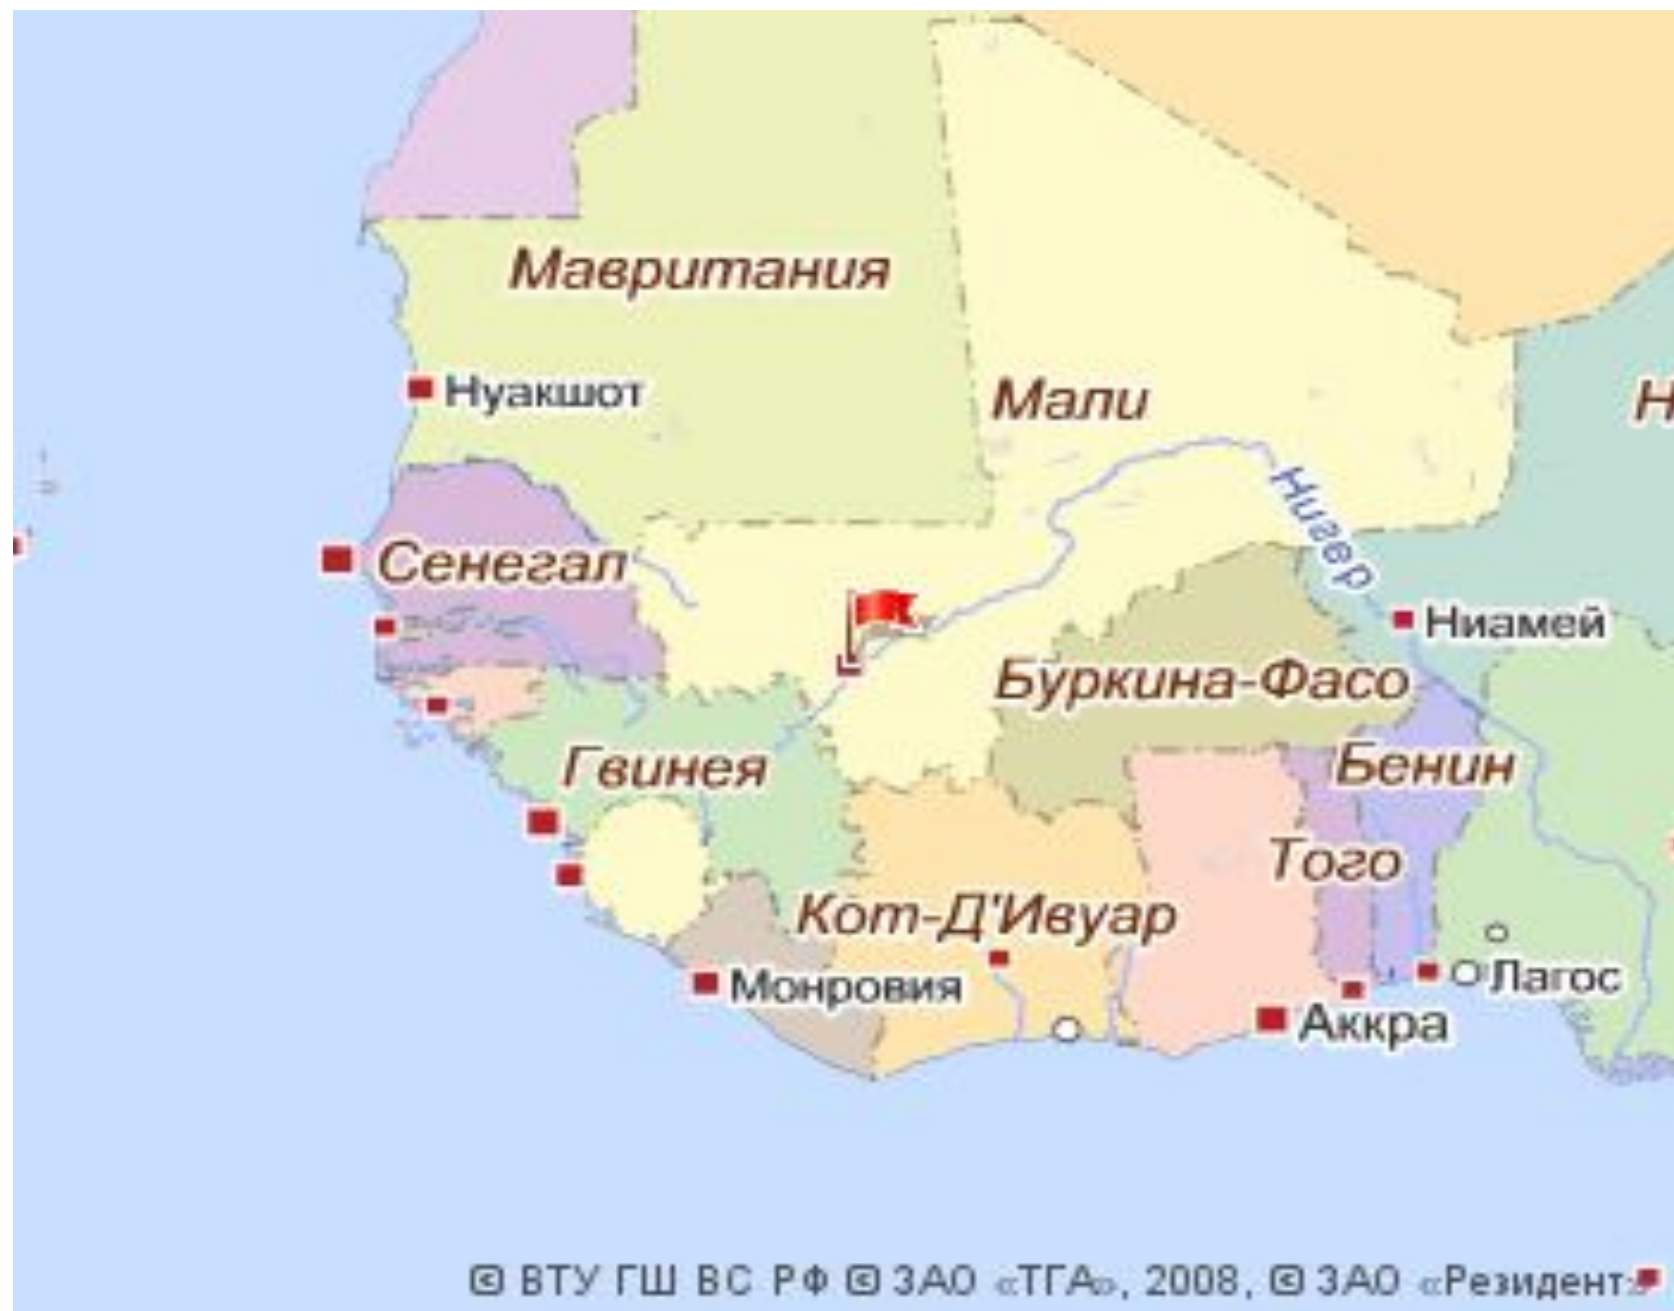 Мавритания
Нуакшот
Мали
Н
Нигер
Сенегал
Ниамей
Буркина-Фасо
Гвинея
Бенин
Того
Кот-Д'Ивуар
Монровия
Лагос
Аккра
© ВТУ ГШ ВС РФ © ЗАО «ТГА», 2008, © ЗАО «Резидент»